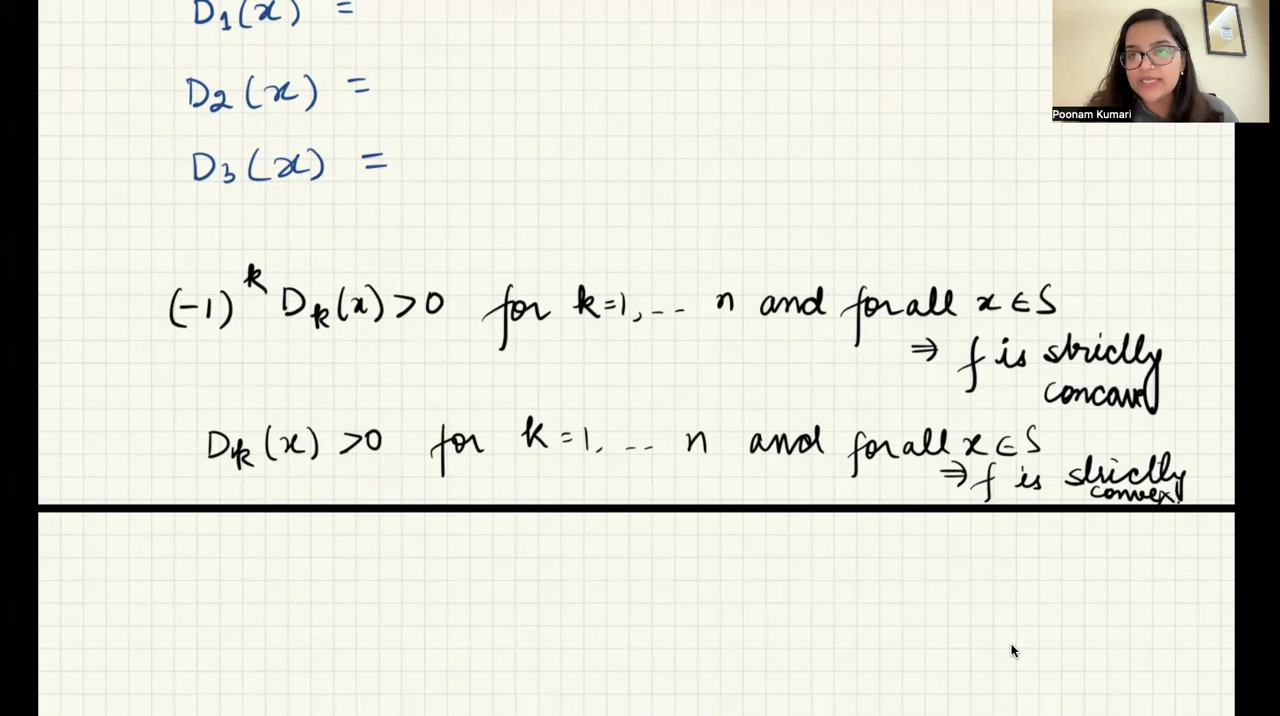 D₁(x) =
Poonam Kumari
D₂(x) =
D₃(x) =
(-1)ᵏ Dₖ(x) > 0 for k=1, -- n and for all x ∈ S
⇒ f is strictly
concave
Dₖ(x) > 0 for k=1, -- n and for all x ∈ S
⇒ f is strictly
convex.